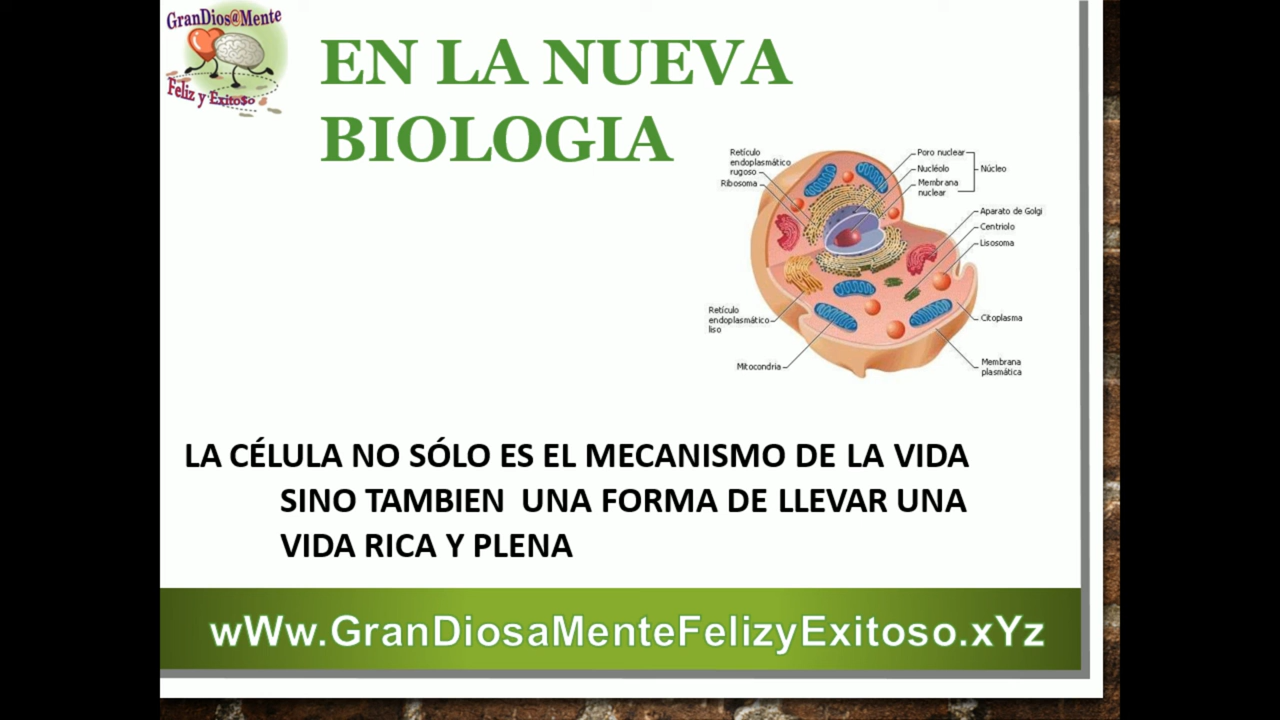 GranDios@Mente
Feliz y Exitoso
EN LA NUEVA
BIOLOGIA
Retículo
endoplasmático
rugoso
Ribosoma
Poro nuclear
Nucléolo
Membrana
nuclear
Núcleo
Aparato de Golgi
Centriolo
Lisosoma
Retículo
endoplasmático
liso
Citoplasma
Mitocondria
Membrana
plasmática
LA CÉLULA NO SÓLO ES EL MECANISMO DE LA VIDA
SINO TAMBIEN UNA FORMA DE LLEVAR UNA
VIDA RICA Y PLENA
wWw.GranDiosaMenteFelizyExitoso.xYz